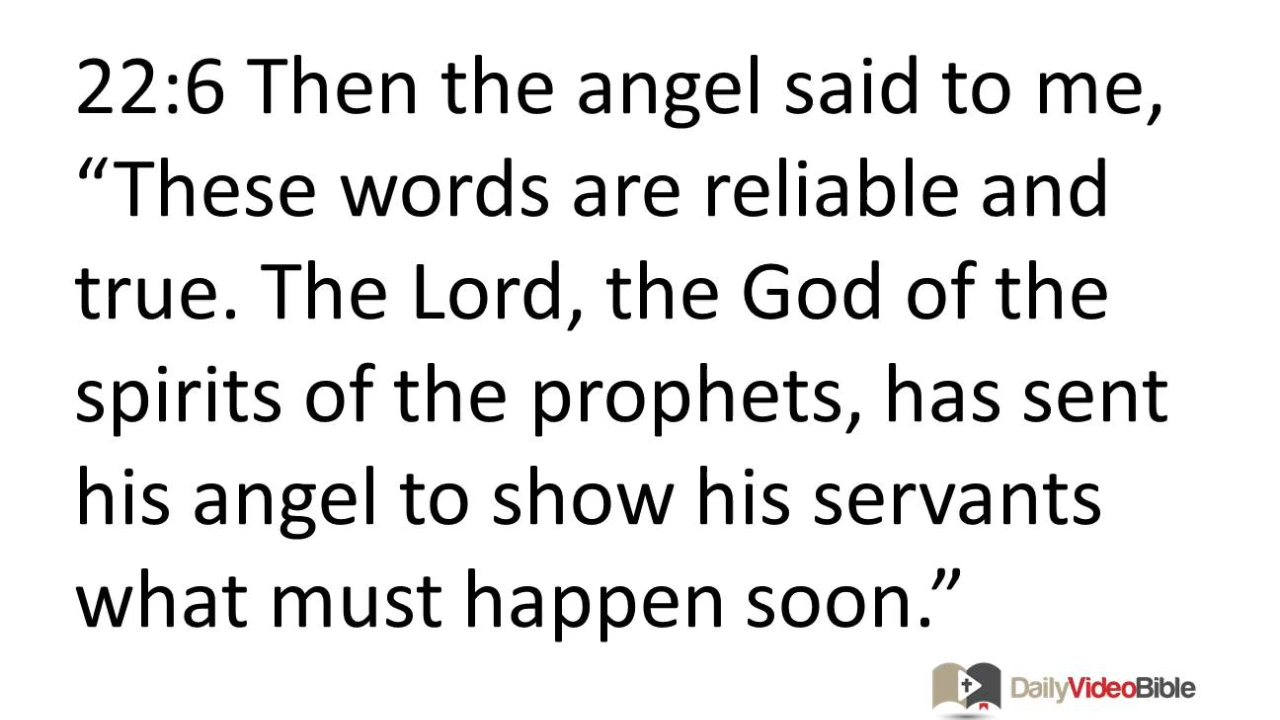 22:6 Then the angel said to me,
“These words are reliable and
true. The Lord, the God of the
spirits of the prophets, has sent
his angel to show his servants
what must happen soon.”
DailyVideoBible